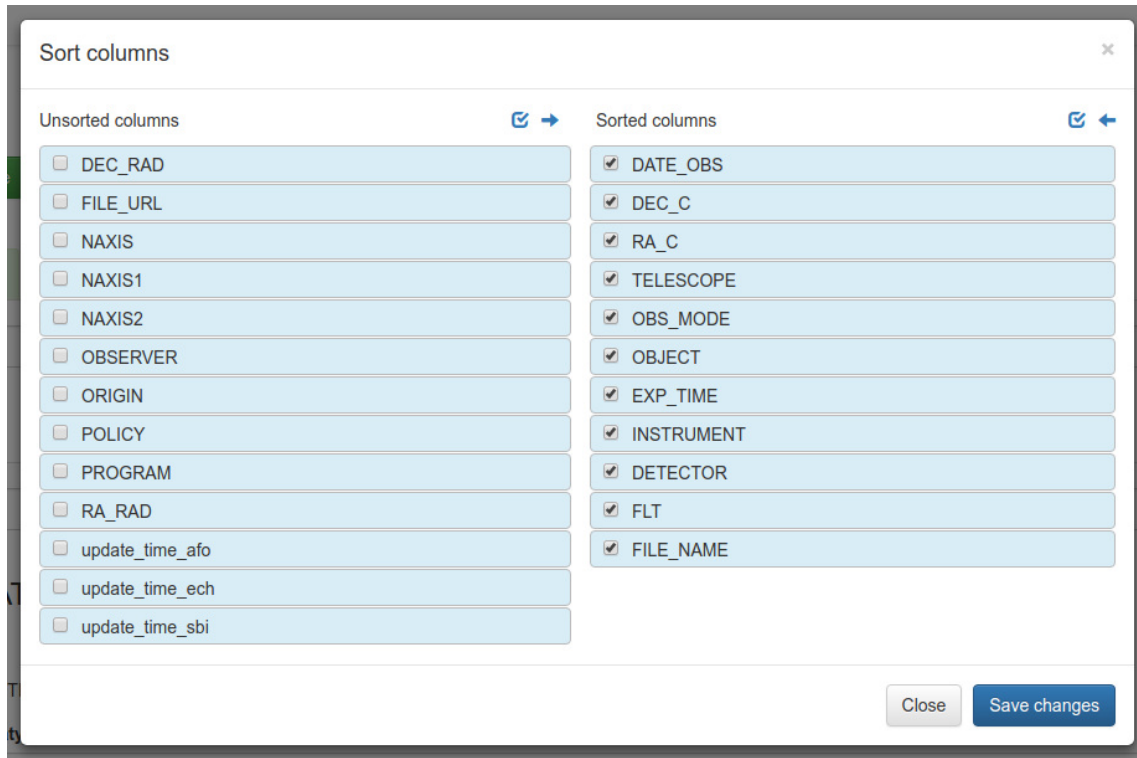 Sort columns
×
Unsorted columns
DEC_RAD
FILE_URL
NAXIS
NAXIS1
NAXIS2
OBSERVER
ORIGIN
POLICY
PROGRAM
RA_RAD
update_time_afo
update_time_ech
update_time_sbi
Sorted columns
DATE_OBS
DEC_C
RA_C
TELESCOPE
OBS_MODE
OBJECT
EXP_TIME
INSTRUMENT
DETECTOR
FLT
FILE_NAME
Close
Save changes